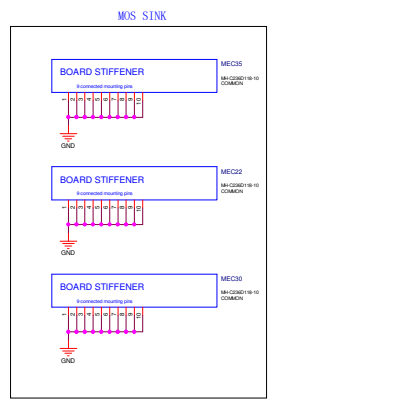 MOS SINK
MEC35
BOARD STIFFENER
MH-C236D118-10
COMMON
9 connected mounting pins
1 2 3 4 5 6 7 8 9 10
GND
MEC22
BOARD STIFFENER
MH-C236D118-10
COMMON
9 connected mounting pins
1 2 3 4 5 6 7 8 9 10
GND
MEC30
BOARD STIFFENER
MH-C236D118-10
COMMON
9 connected mounting pins
1 2 3 4 5 6 7 8 9 10
GND